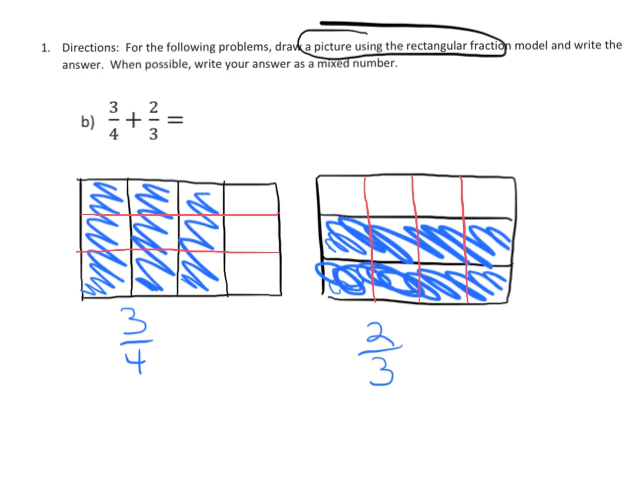 1. Directions: For the following problems, draw a picture using the rectangular fraction model and write the
answer. When possible, write your answer as a mixed number.
b) 3/4 + 2/3 =
3/4
2/3